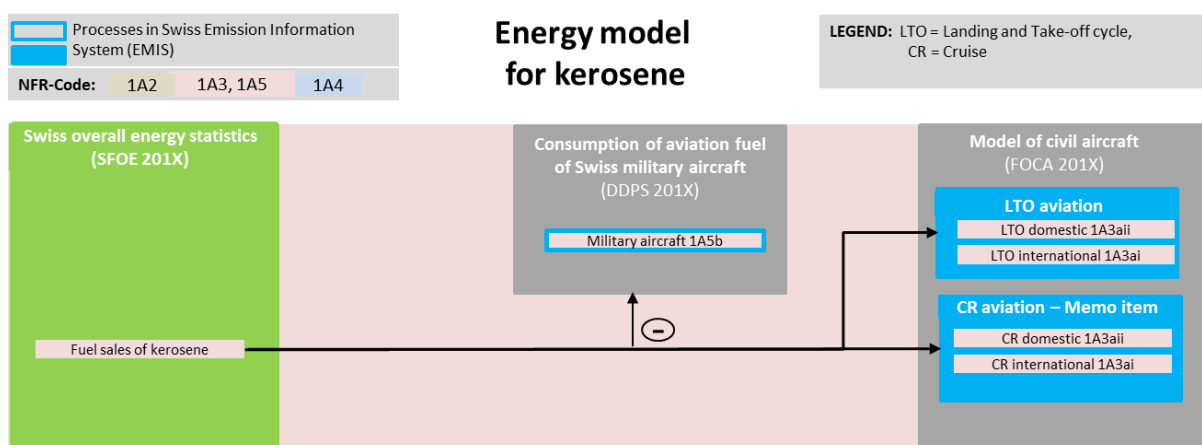 Processes in Swiss Emission Information
System (EMIS)
NFR-Code: 1A2 1A3, 1A5 1A4
Energy model
for kerosene
LEGEND: LTO = Landing and Take-off cycle,
CR = Cruise
Swiss overall energy statistics
(SFOE 201X)
Fuel sales of kerosene
Consumption of aviation fuel
of Swiss military aircraft
(DDPS 201X)
Military aircraft 1A5b
-
Model of civil aircraft
(FOCA 201X)
LTO aviation
LTO domestic 1A3aii
LTO international 1A3ai
CR aviation – Memo item
CR domestic 1A3aii
CR international 1A3ai